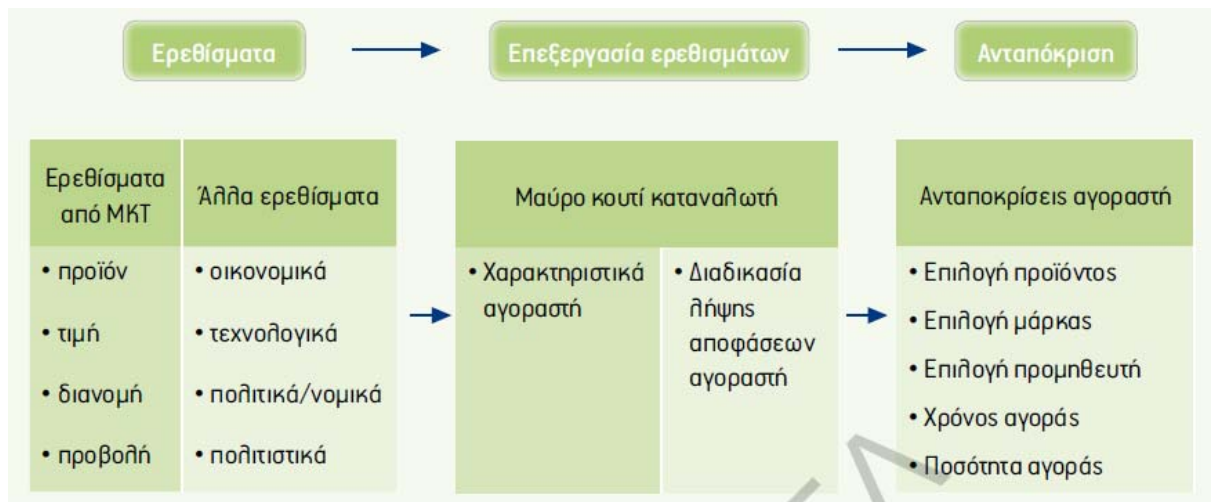 Ερεθίσματα
Επεξεργασία ερεθισμάτων
Ανταπόκριση
Ερεθίσματα
από ΜΚΤ
• προϊόν
• τιμή
• διανομή
• προβολή
Άλλα ερεθίσματα
• οικονομικά
• τεχνολογικά
• πολιτικά/νομικά
• πολιτιστικά
Μαύρο κουτί καταναλωτή
• Χαρακτηριστικά
αγοραστή
• Διαδικασία
λήψης
αποφάσεων
αγοραστή
Ανταποκρίσεις αγοραστή
• Επιλογή προϊόντος
• Επιλογή μάρκας
• Επιλογή προμηθευτή
• Χρόνος αγοράς
• Ποσότητα αγοράς